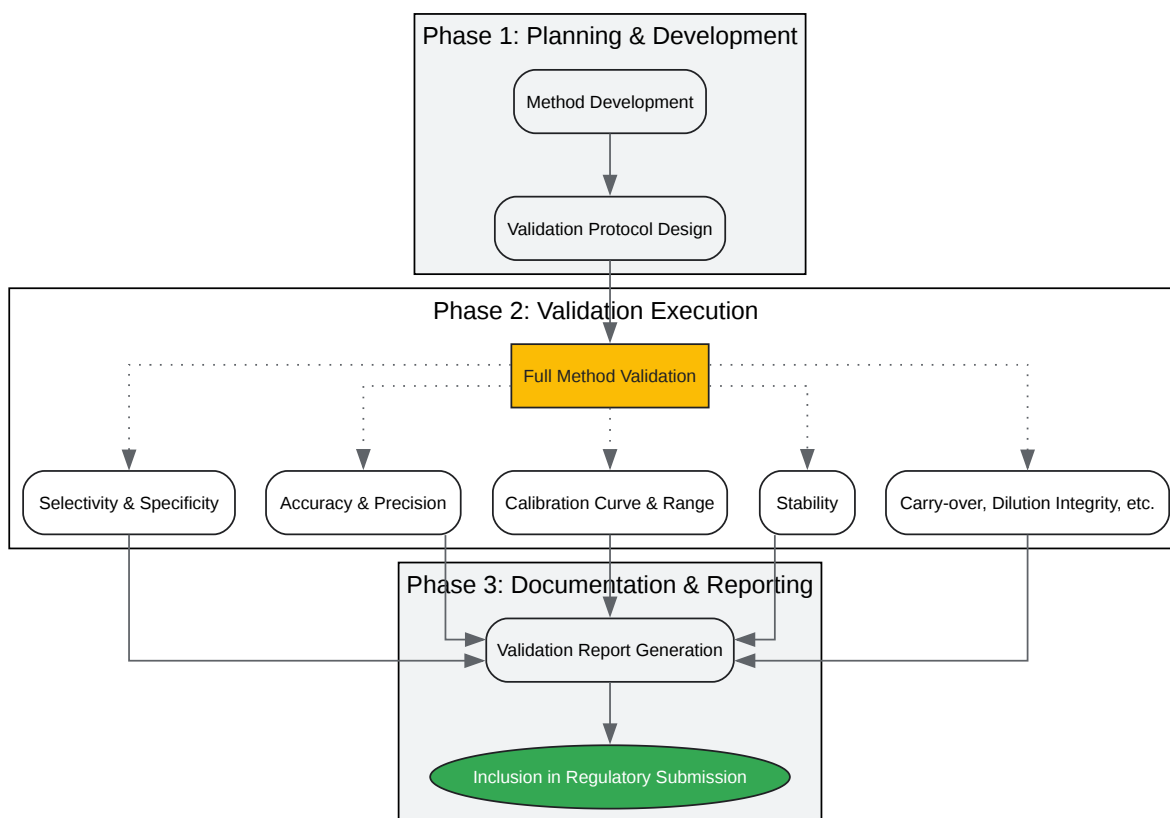 Phase 1: Planning & Development
Method Development
Validation Protocol Design
Phase 2: Validation Execution
Full Method Validation
Selectivity & Specificity
Accuracy & Precision
Calibration Curve & Range
Stability
Carry-over, Dilution Integrity, etc.
Phase 3: Documentation & Reporting
Validation Report Generation
Inclusion in Regulatory Submission